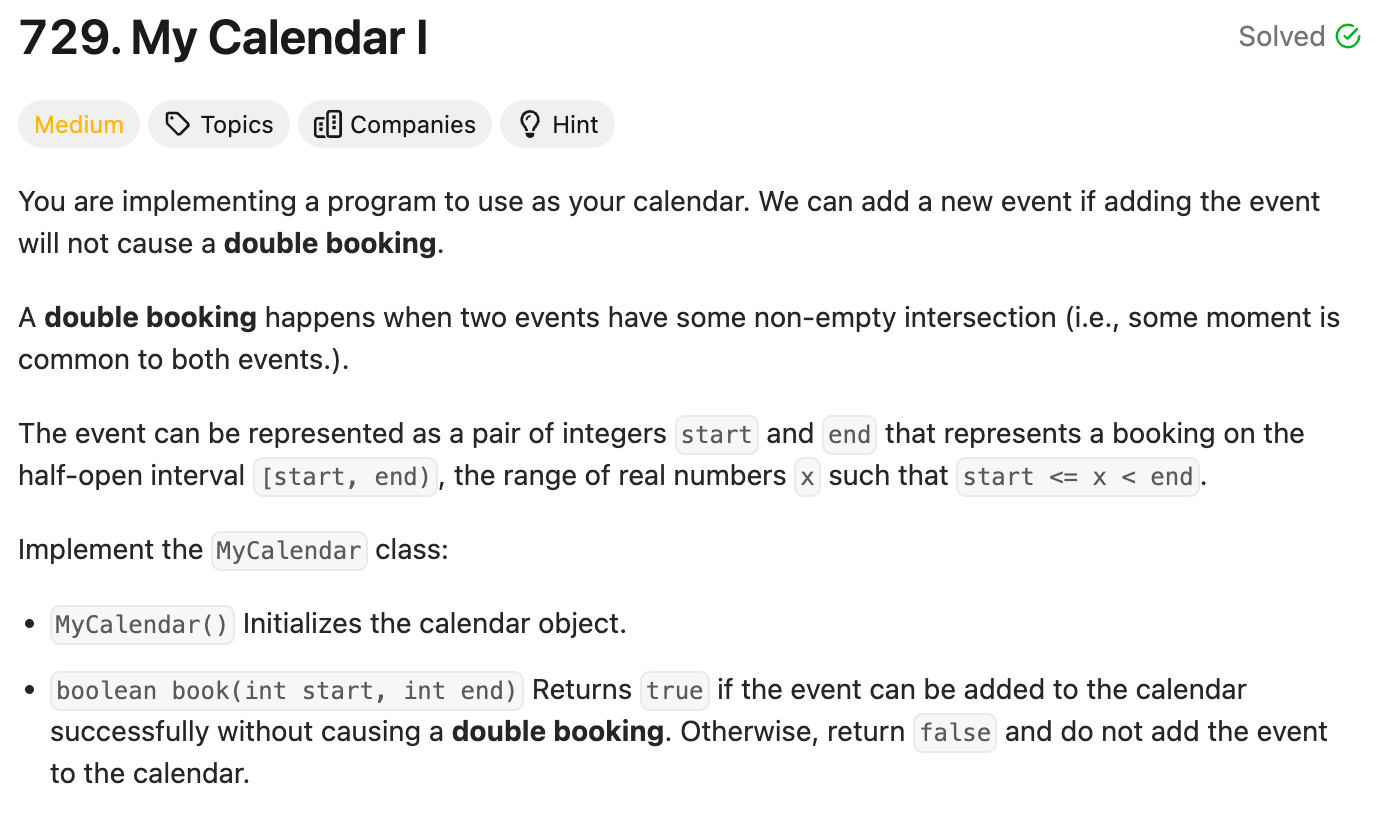 729. My Calendar I
Solved
Medium
Topics
Companies
Hint
You are implementing a program to use as your calendar. We can add a new event if adding the event
will not cause a double booking.
A double booking happens when two events have some non-empty intersection (i.e., some moment is
common to both events.).
The event can be represented as a pair of integers start and end that represents a booking on the
half-open interval [start, end), the range of real numbers x such that start <= x < end.
Implement the MyCalendar class:
• MyCalendar() Initializes the calendar object.
• boolean book(int start, int end) Returns true if the event can be added to the calendar
successfully without causing a double booking. Otherwise, return false and do not add the event
to the calendar.